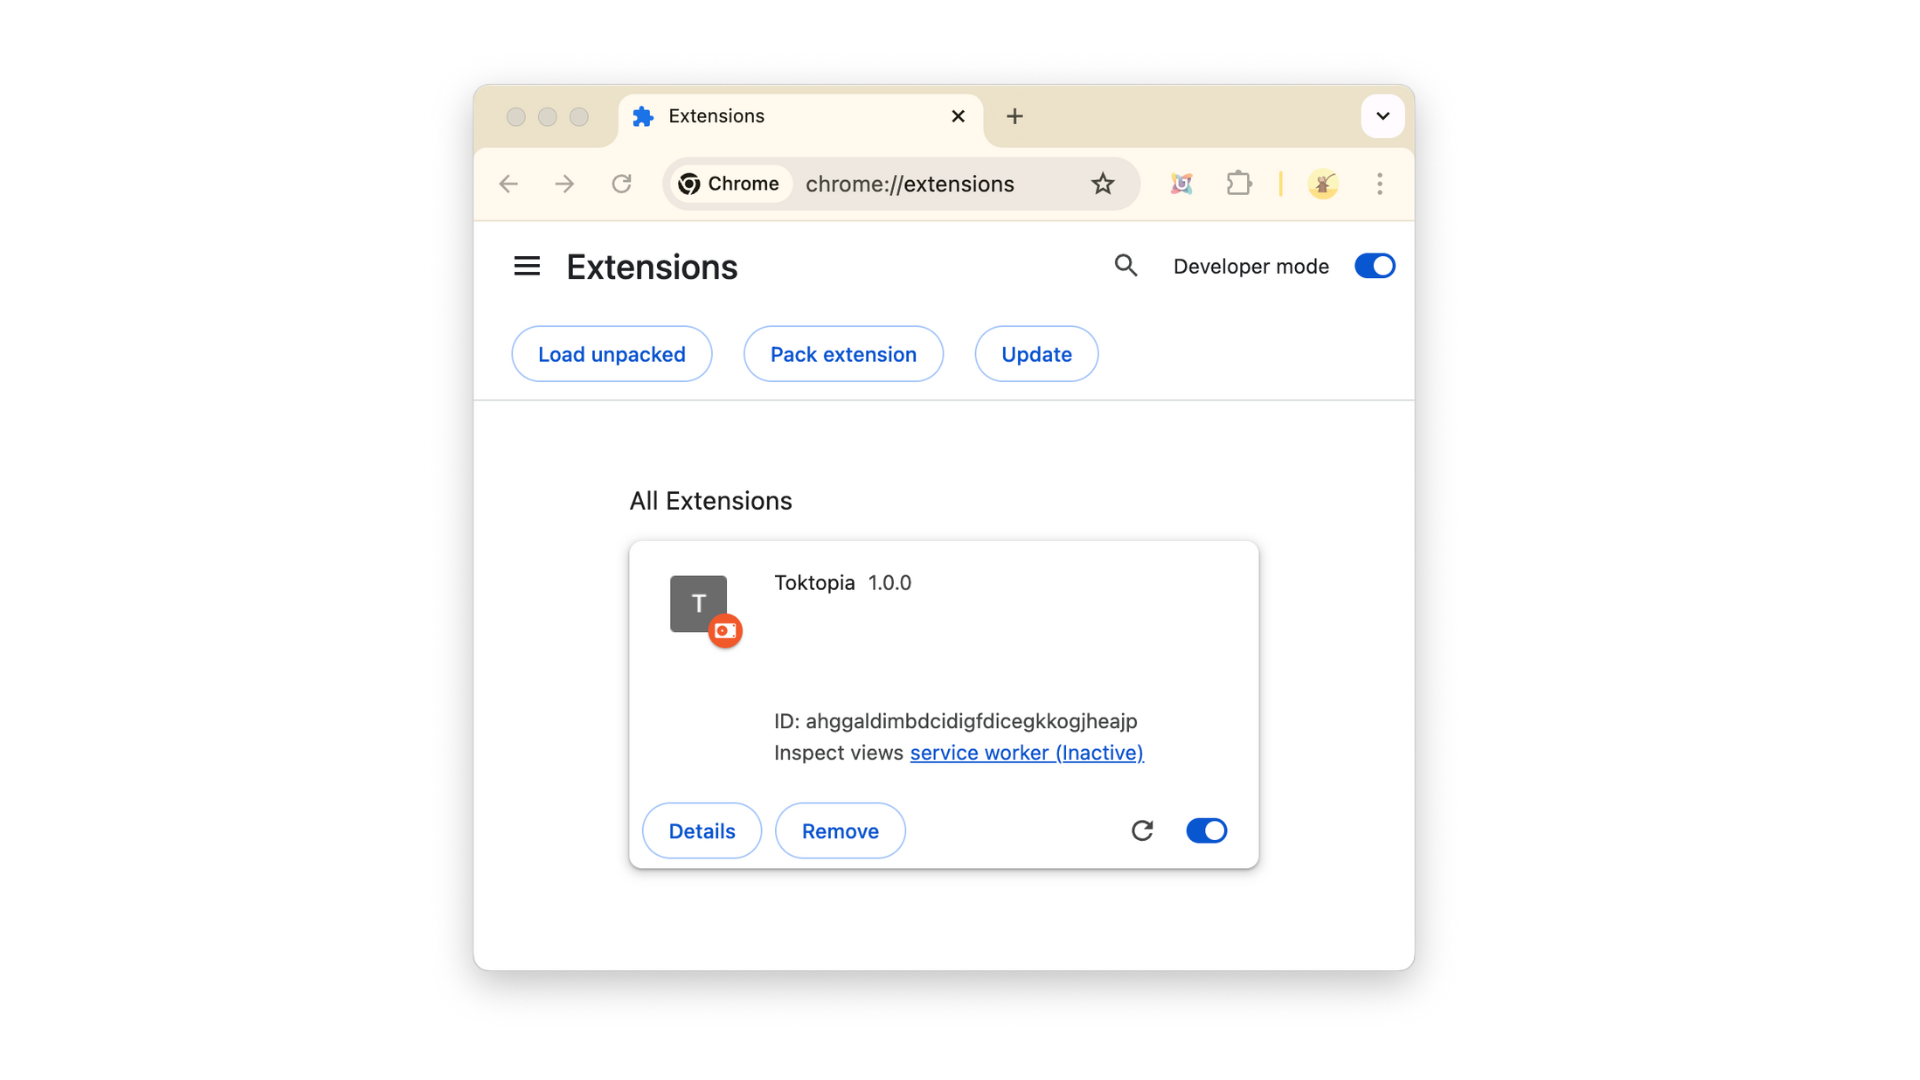 Extensions
Chrome chrome://extensions
Extensions Developer mode
Load unpacked Pack extension Update
All Extensions
T
Toktopia 1.0.0
ID: ahggaldimbdcidigfdicegkkogjheajp
Inspect views service worker (Inactive)
Details Remove